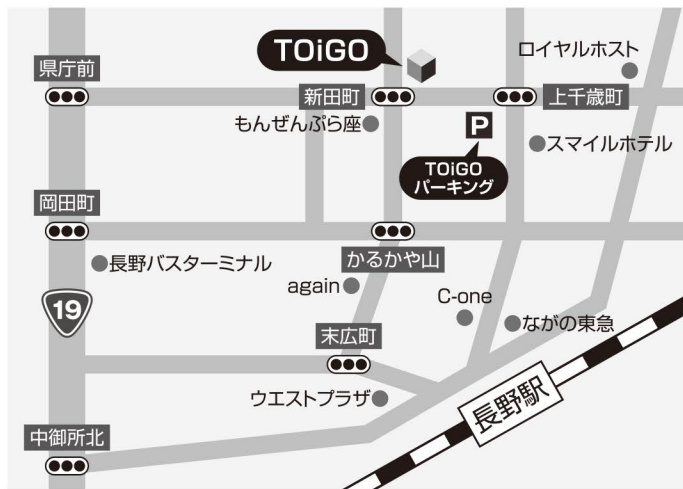 ロイヤルホスト
TOiGO
県庁前
新田町
上千歳町
もんぜんぷら座
P
スマイルホテル
TOiGO
パーキング
岡田町
長野バスターミナル
かるかや山
again
C-one
19
ながの東急
末広町
ウエストプラザ
長野駅
中御所北